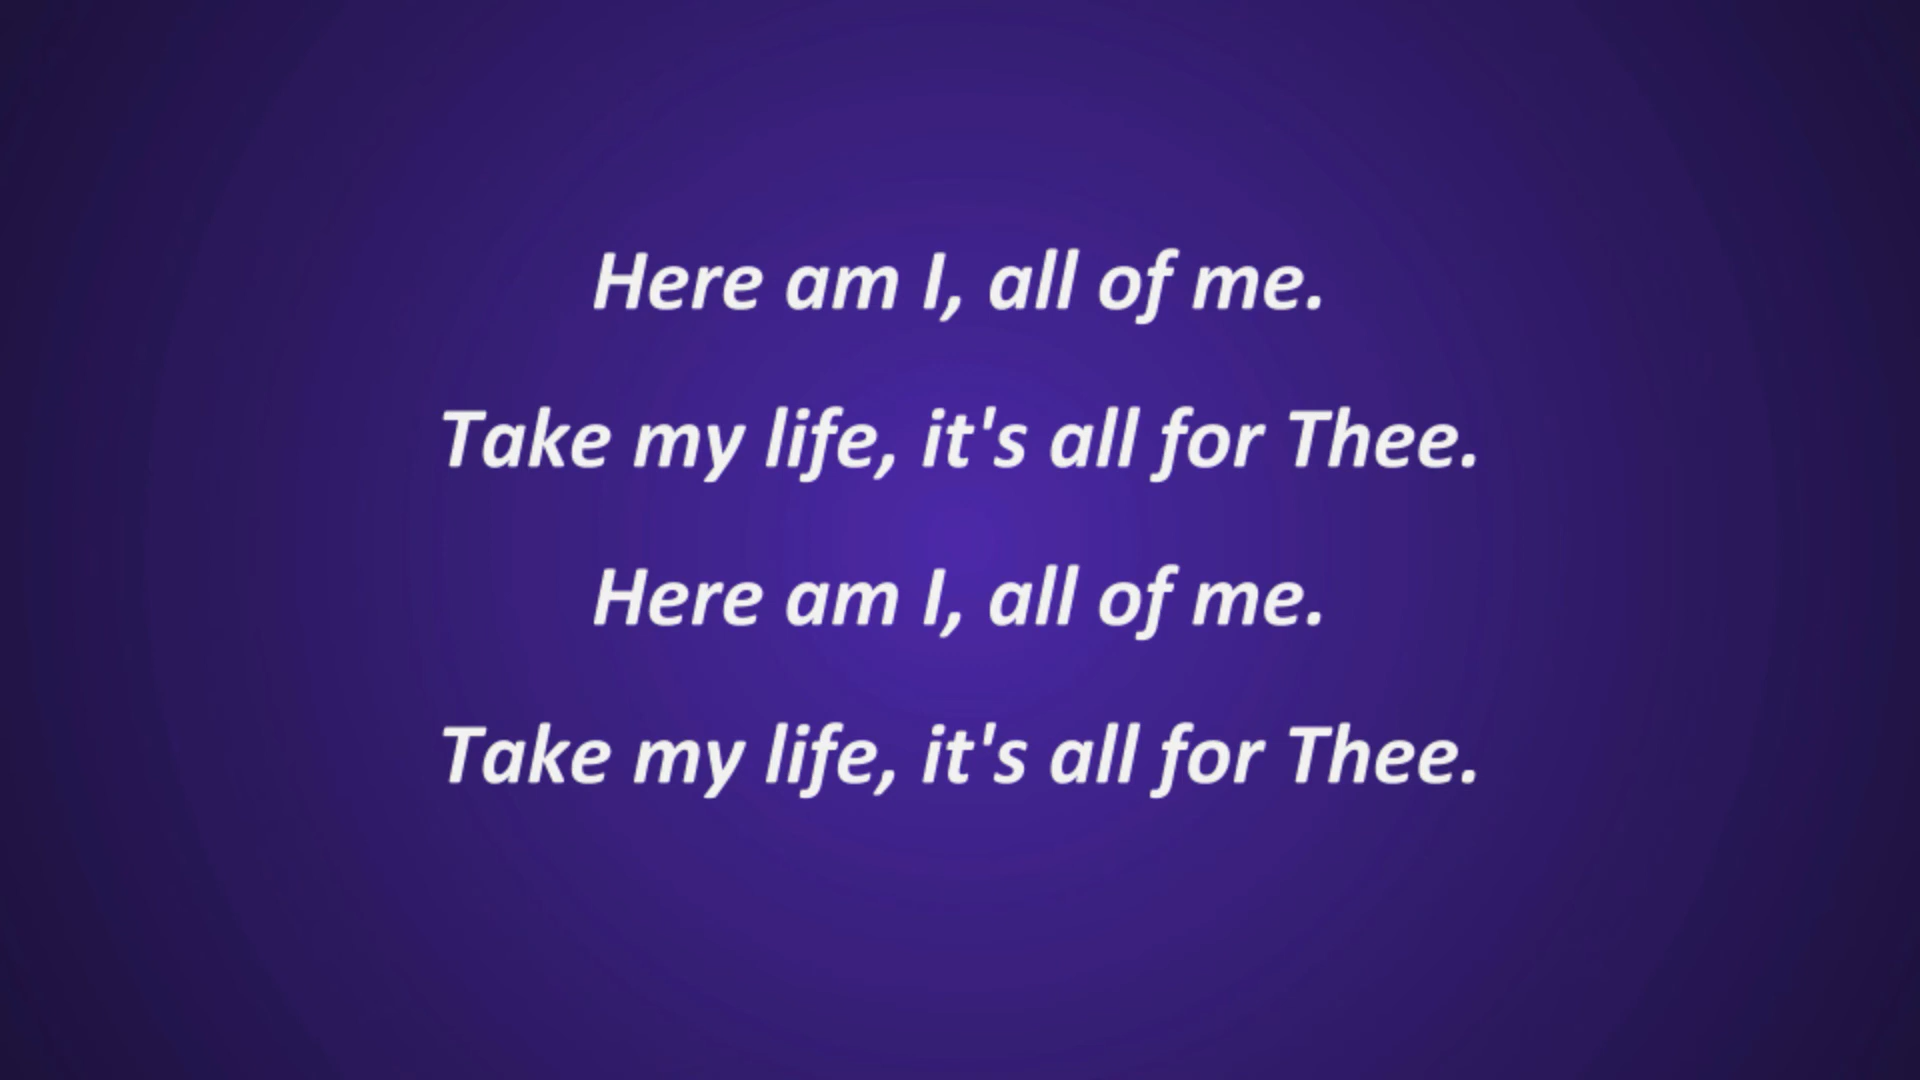 Here am I, all of me.
Take my life, it's all for Thee.
Here am I, all of me.
Take my life, it's all for Thee.